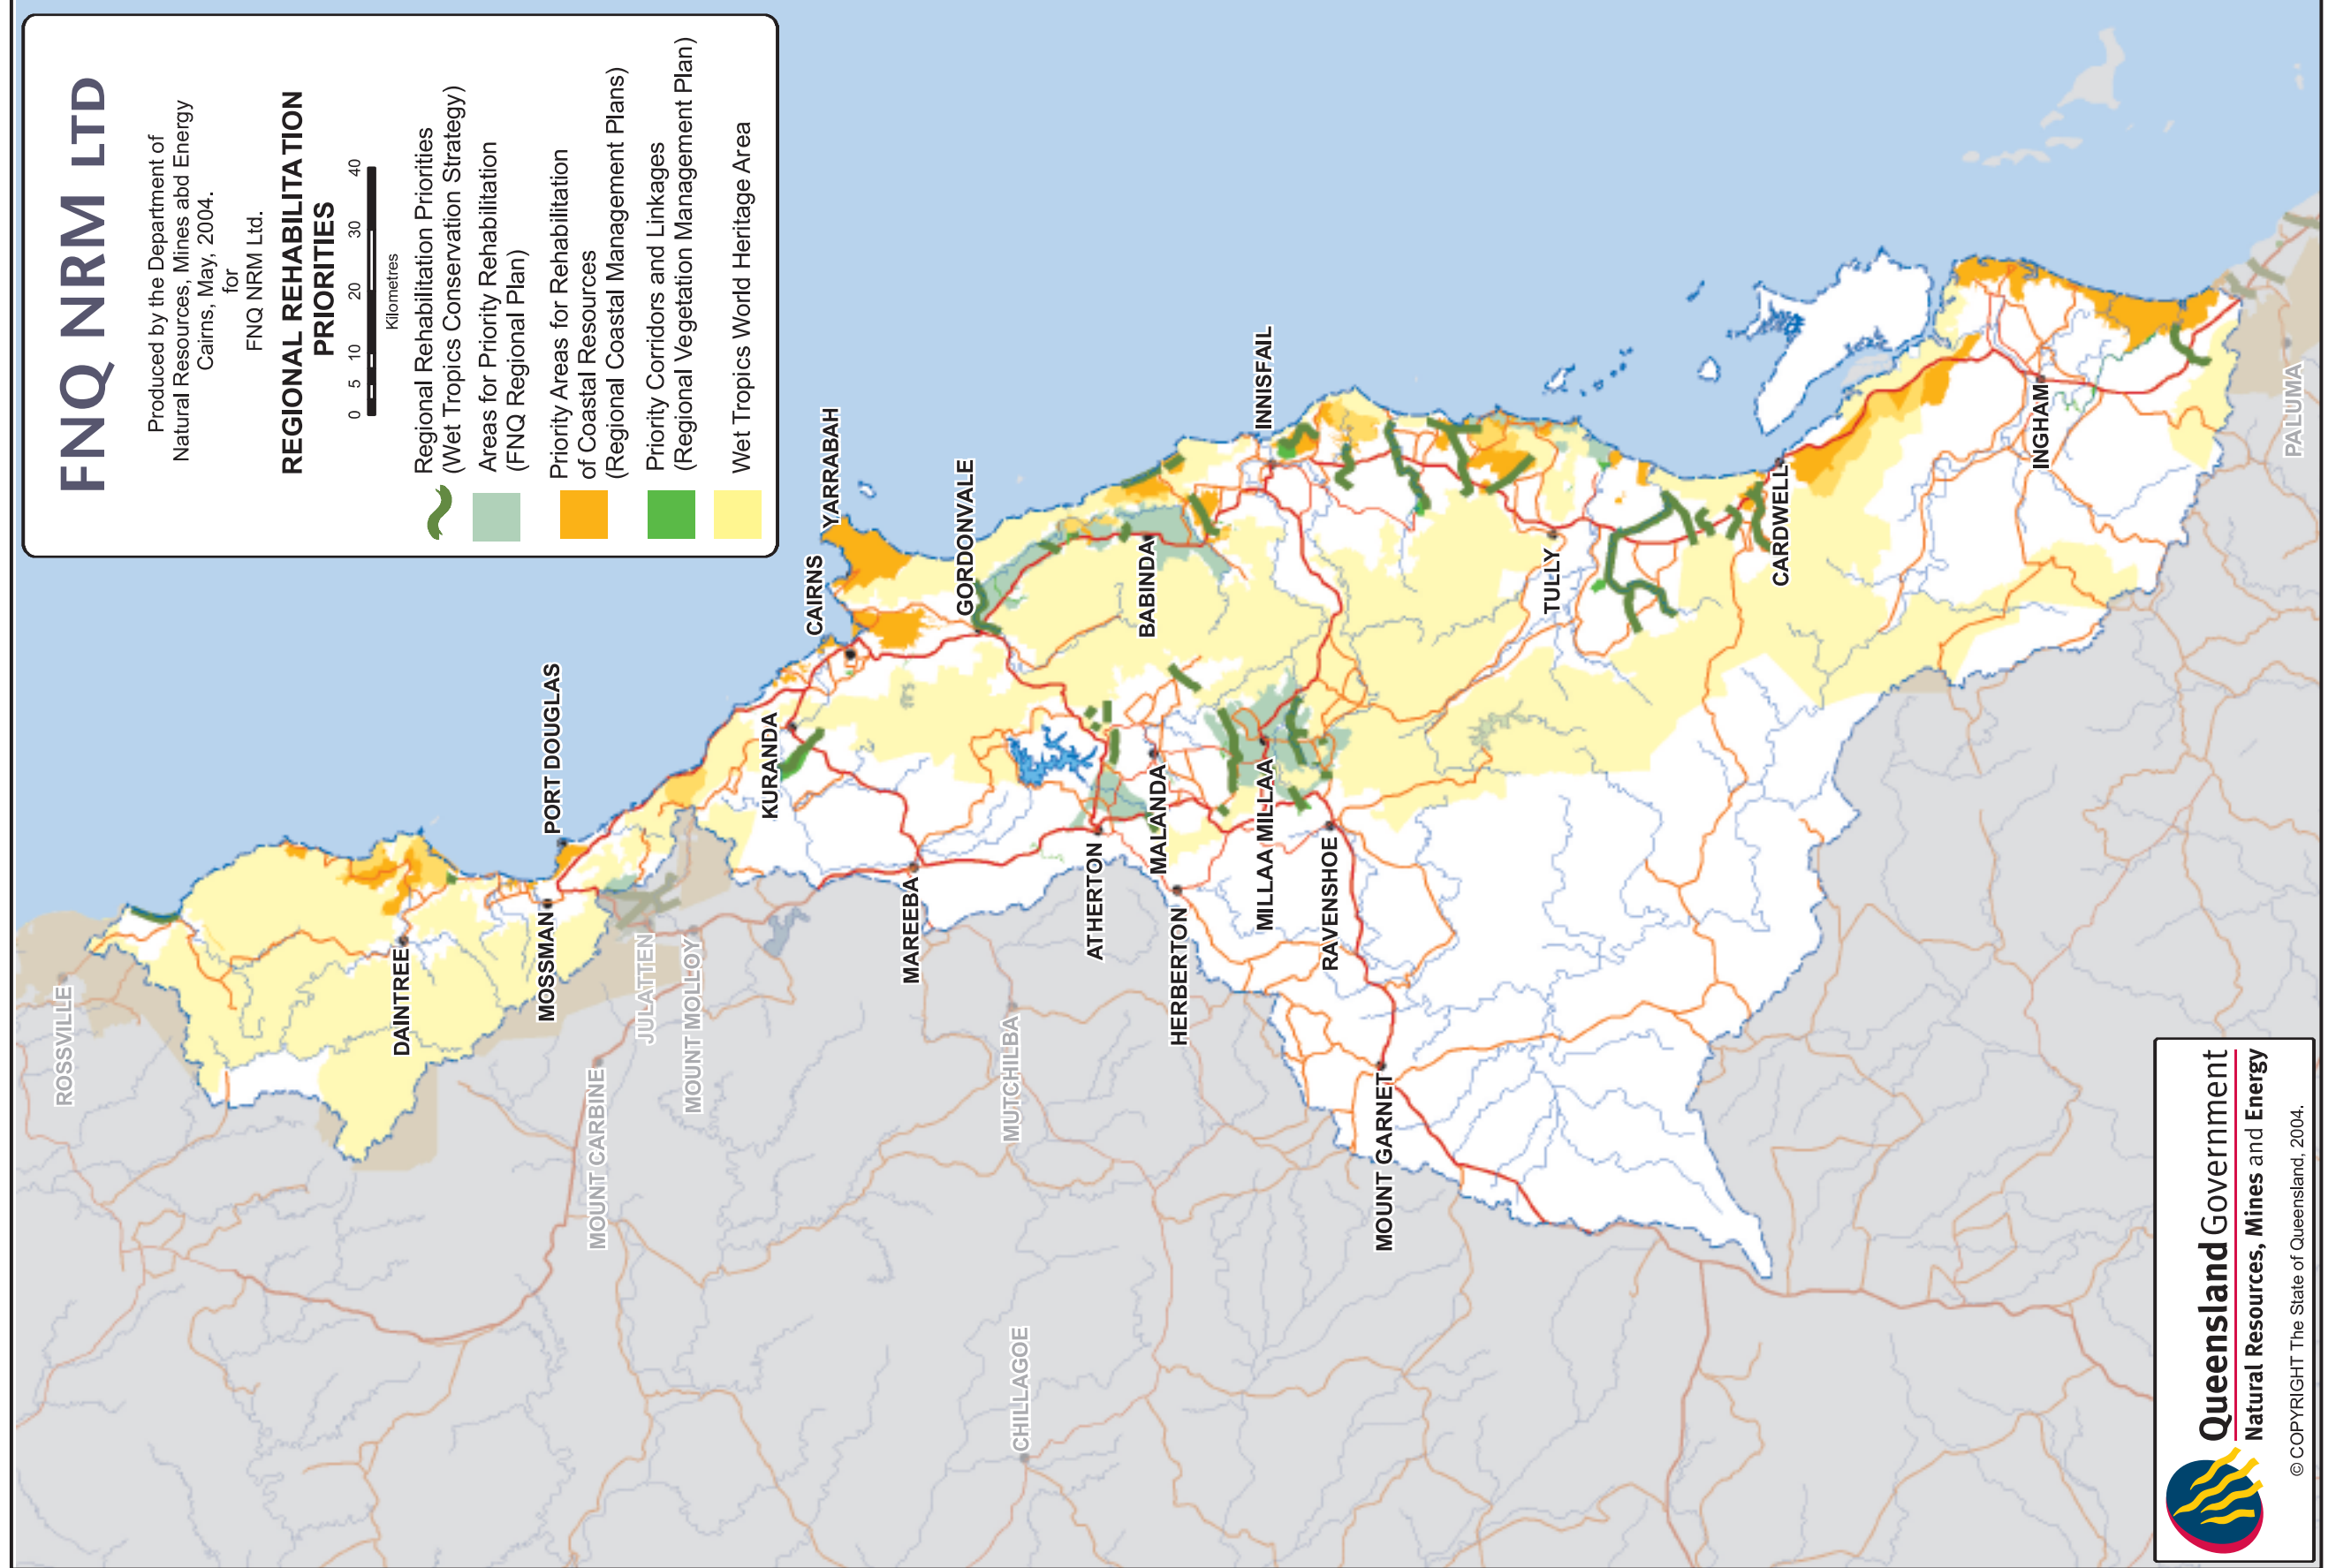 FNQ NRM LTD
Produced by the Department of
Natural Resources, Mines abd Energy
Cairns, May, 2004.
for
FNQ NRM Ltd.
REGIONAL REHABILITATION
PRIORITIES
0 5 10 20 30 40
Kilometres
Regional Rehabilitation Priorities
(Wet Tropics Conservation Strategy)
Areas for Priority Rehabilitation
(FNQ Regional Plan)
Priority Areas for Rehabilitation
of Coastal Resources
(Regional Coastal Management Plans)
Priority Corridors and Linkages
(Regional Vegetation Management Plan)
Wet Tropics World Heritage Area
ROSSVILLE
DAINTREE
MOSSMAN
PORT DOUGLAS
MOUNT CARBINE
JULATTEN
MOUNT MOLLOY
KURANDA
CAIRNS
YARRABAH
MAREEBA
GORDONVALE
MUTCHILBA
CHILLAGOE
ATHERTON
BABINDA
MALANDA
HERBERTON
INNISFAIL
MILLAA MILLAA
RAVENSHOE
MOUNT GARNET
TULLY
CARDWELL
INGHAM
PALUMA
Queensland Government
Natural Resources, Mines and Energy
© COPYRIGHT The State of Queensland, 2004.